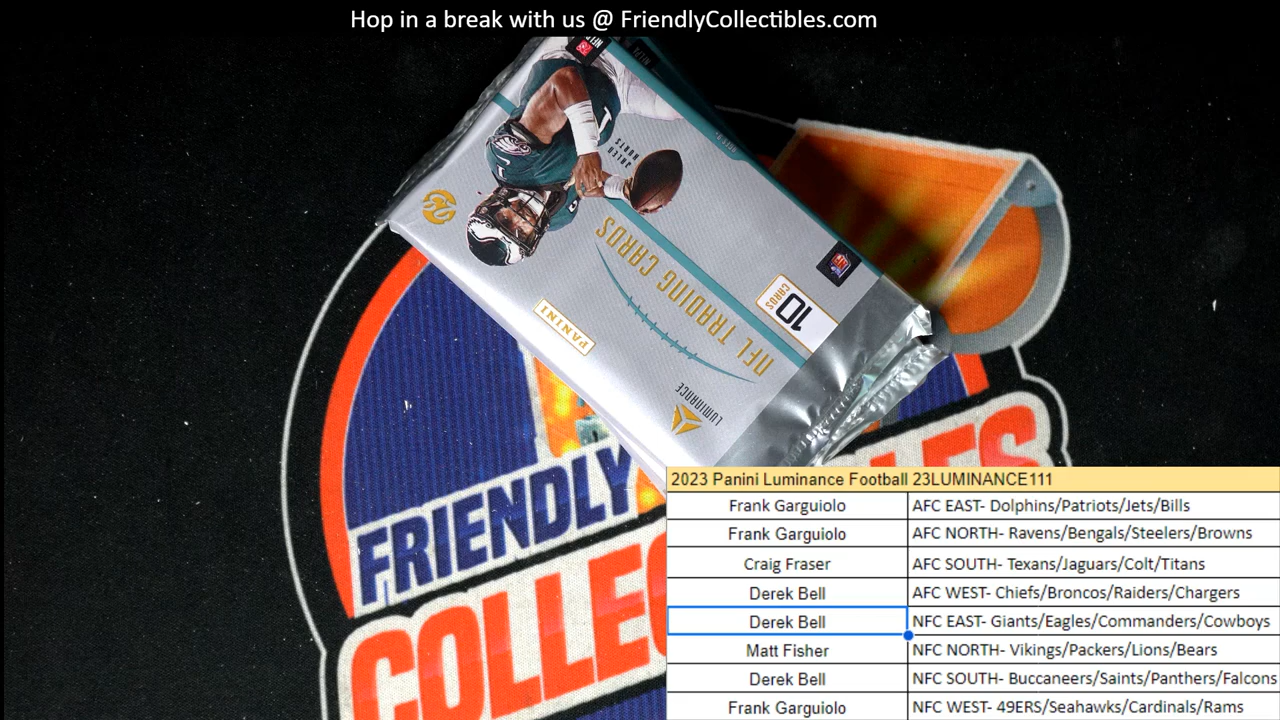 Hop in a break with us @ FriendlyCollectibles.com
JALEN
HURTS
NFL TRADING CARDS
10
CARDS
PANINI
LUMINANCE
FRIENDLY
COLLE
LES
2023 Panini Luminance Football 23LUMINANCE111
Frank Garguiolo AFC EAST- Dolphins/Patriots/Jets/Bills
Frank Garguiolo AFC NORTH- Ravens/Bengals/Steelers/Browns
Craig Fraser AFC SOUTH- Texans/Jaguars/Colt/Titans
Derek Bell AFC WEST- Chiefs/Broncos/Raiders/Chargers
Derek Bell NFC EAST- Giants/Eagles/Commanders/Cowboys
Matt Fisher NFC NORTH- Vikings/Packers/Lions/Bears
Derek Bell NFC SOUTH- Buccaneers/Saints/Panthers/Falcons
Frank Garguiolo NFC WEST- 49ERS/Seahawks/Cardinals/Rams